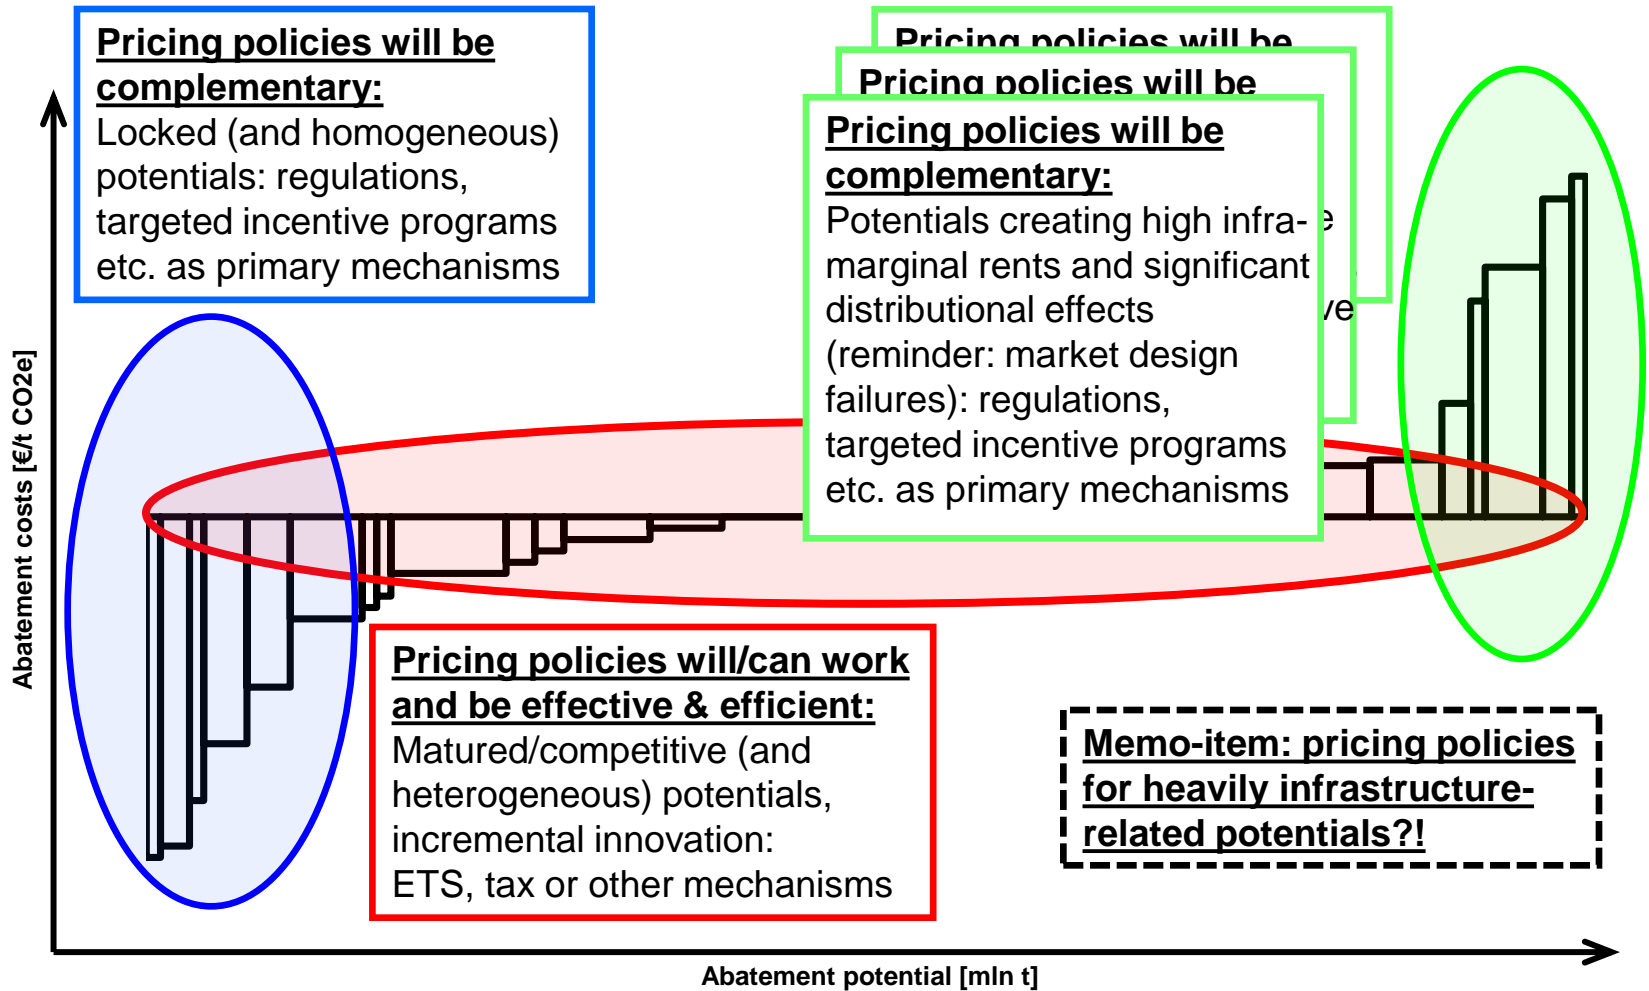 Pricing policies will be
complementary:
Locked (and homogeneous)
potentials: regulations,
targeted incentive programs
etc. as primary mechanisms
Pricing policies will be
Pricing policies will be
Pricing policies will be
complementary:
Potentials creating high infra-
marginal rents and significant
distributional effects
(reminder: market design
failures): regulations,
targeted incentive programs
etc. as primary mechanisms
Abatement costs [€/t CO2e]
Pricing policies will/can work
and be effective & efficient:
Matured/competitive (and
heterogeneous) potentials,
incremental innovation:
ETS, tax or other mechanisms
Memo-item: pricing policies
for heavily infrastructure-
related potentials?!
Abatement potential [mln t]